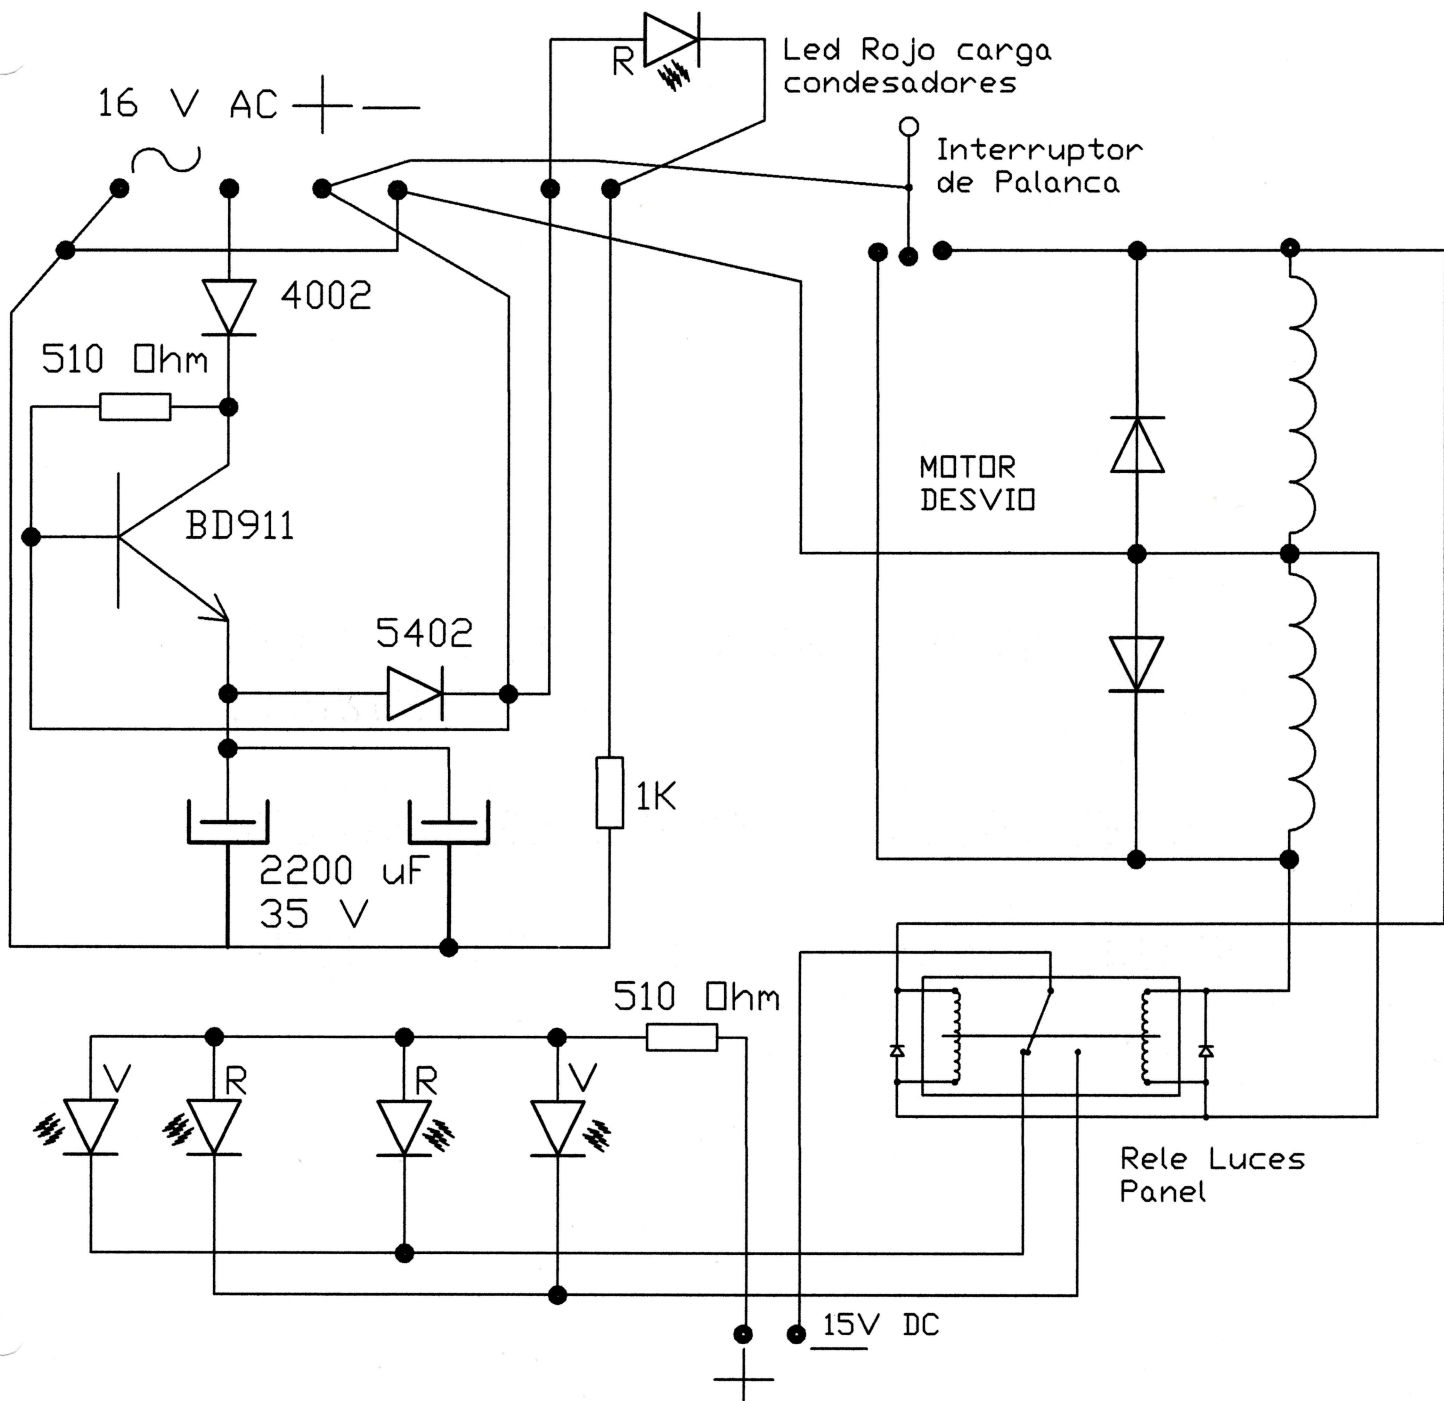 Led Rojo carga
condesadores
16 V AC + —
R
Interruptor
de Palanca
4002
510 Ohm
MOTOR
DESVIO
BD911
5402
1K
2200 uF
35 V
510 Ohm
V
R
R
V
Rele Luces
Panel
15V DC
—
+